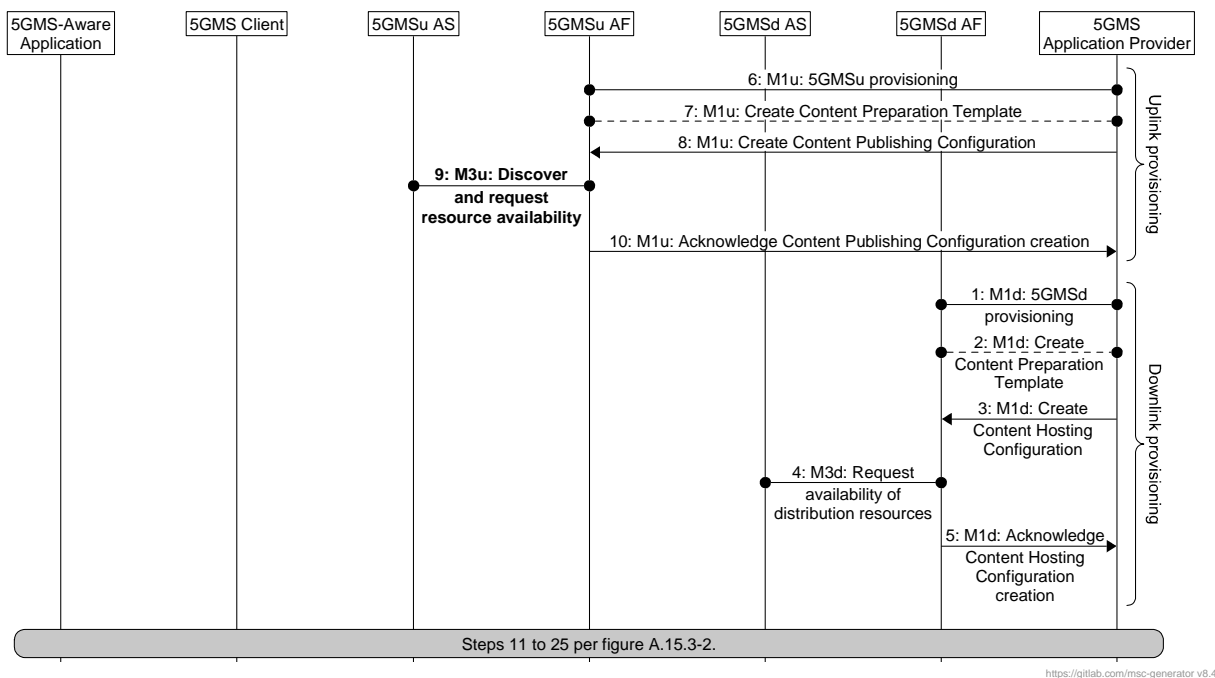 5GMS-Aware
Application
5GMS Client
5GMSu AS
5GMSu AF
5GMSd AS
5GMSd AF
5GMS
Application Provider
6: M1u: 5GMSu provisioning
7: M1u: Create Content Preparation Template
8: M1u: Create Content Publishing Configuration
9: M3u: Discover
and request
resource availability
10: M1u: Acknowledge Content Publishing Configuration creation
Uplink provisioning
1: M1d: 5GMSd
provisioning
2: M1d: Create
Content Preparation
Template
3: M1d: Create
Content Hosting
Configuration
4: M3d: Request
availability of
distribution resources
5: M1d: Acknowledge
Content Hosting
Configuration
creation
Downlink provisioning
Steps 11 to 25 per figure A.15.3-2.
https://gitlab.com/msc-generator v8.4